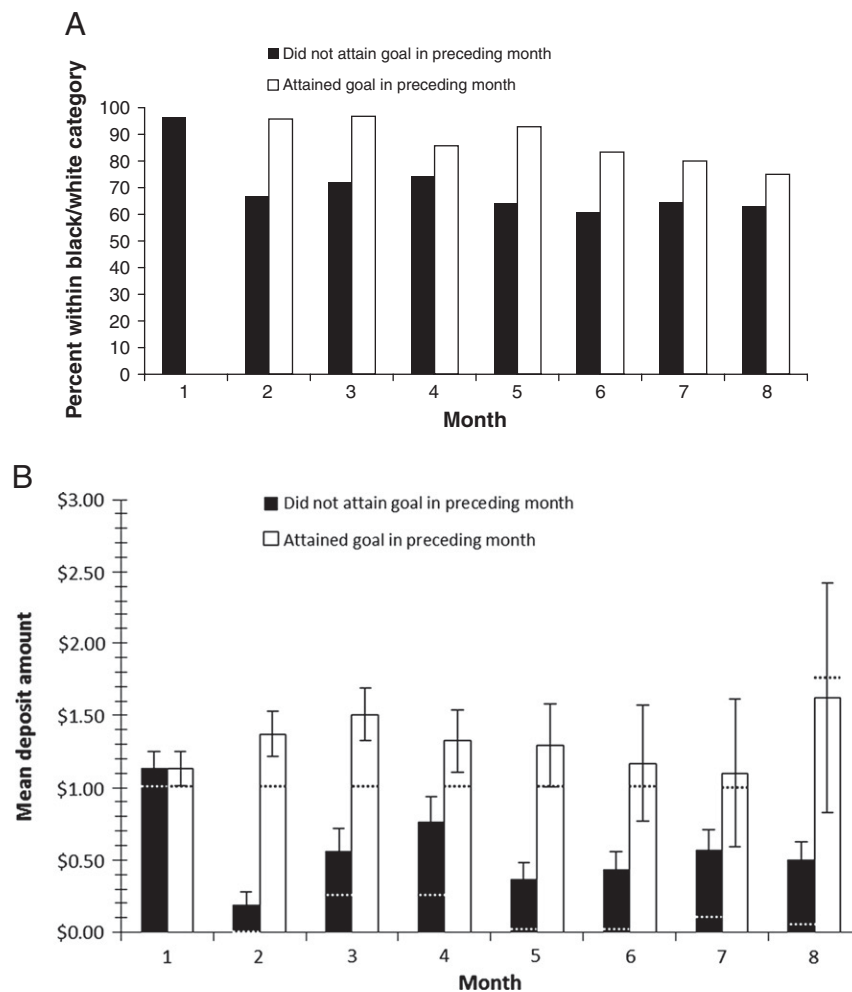 A
Did not attain goal in preceding month
Attained goal in preceding month
Percent within black/white category
100
90
80
70
60
50
40
30
20
10
0
1 2 3 4 5 6 7 8
Month
B
Did not attain goal in preceding month
Attained goal in preceding month
Mean deposit amount
$3.00
$2.50
$2.00
$1.50
$1.00
$0.50
$0.00
1 2 3 4 5 6 7 8
Month